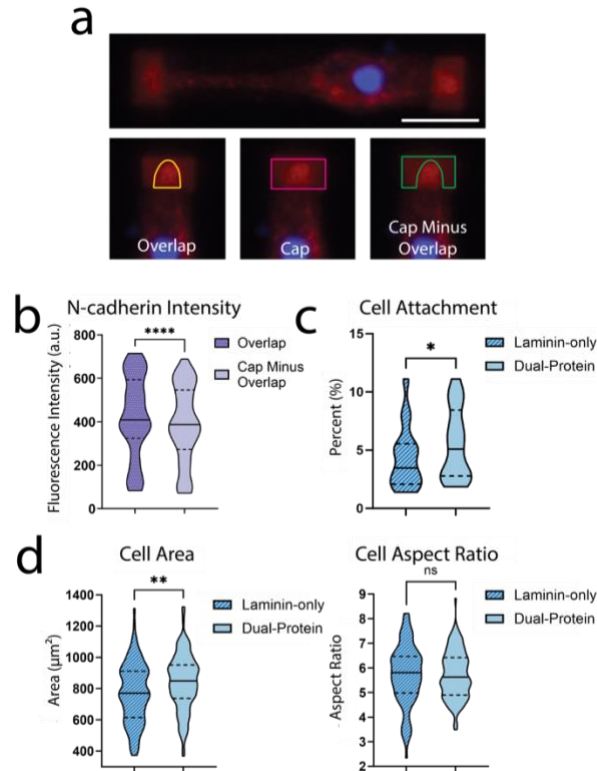 a
Overlap
Cap
Cap Minus
Overlap
b
N-cadherin Intensity
Fluorescence Intensity (a.u.)
800
600
400
200
0
****
Overlap
Cap Minus
Overlap
c
Cell Attachment
Percent (%)
15
10
5
0
*
Laminin-only
Dual-Protein
d
Cell Area
Area (µm²)
1400
1200
1000
800
600
400
**
Laminin-only
Dual-Protein
Cell Aspect Ratio
Aspect Ratio
9
8
7
6
5
4
3
2
ns
Laminin-only
Dual-Protein